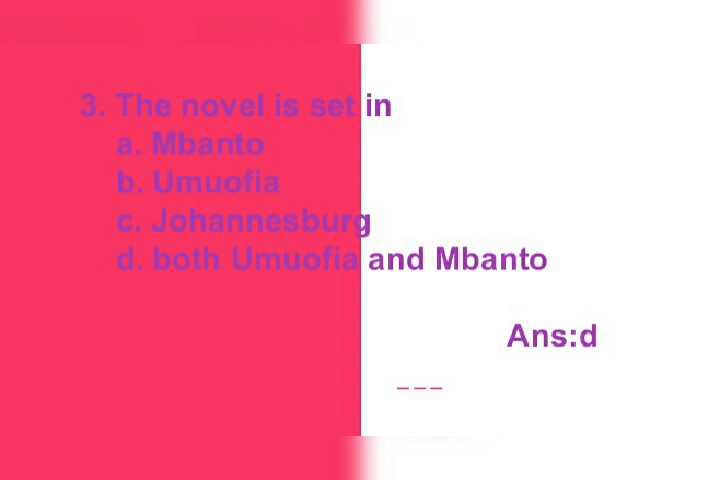 3. The novel is set in
a. Mbanto
b. Umuofia
c. Johannesburg
d. both Umuofia and Mbanto
Ans:d
_ _ _